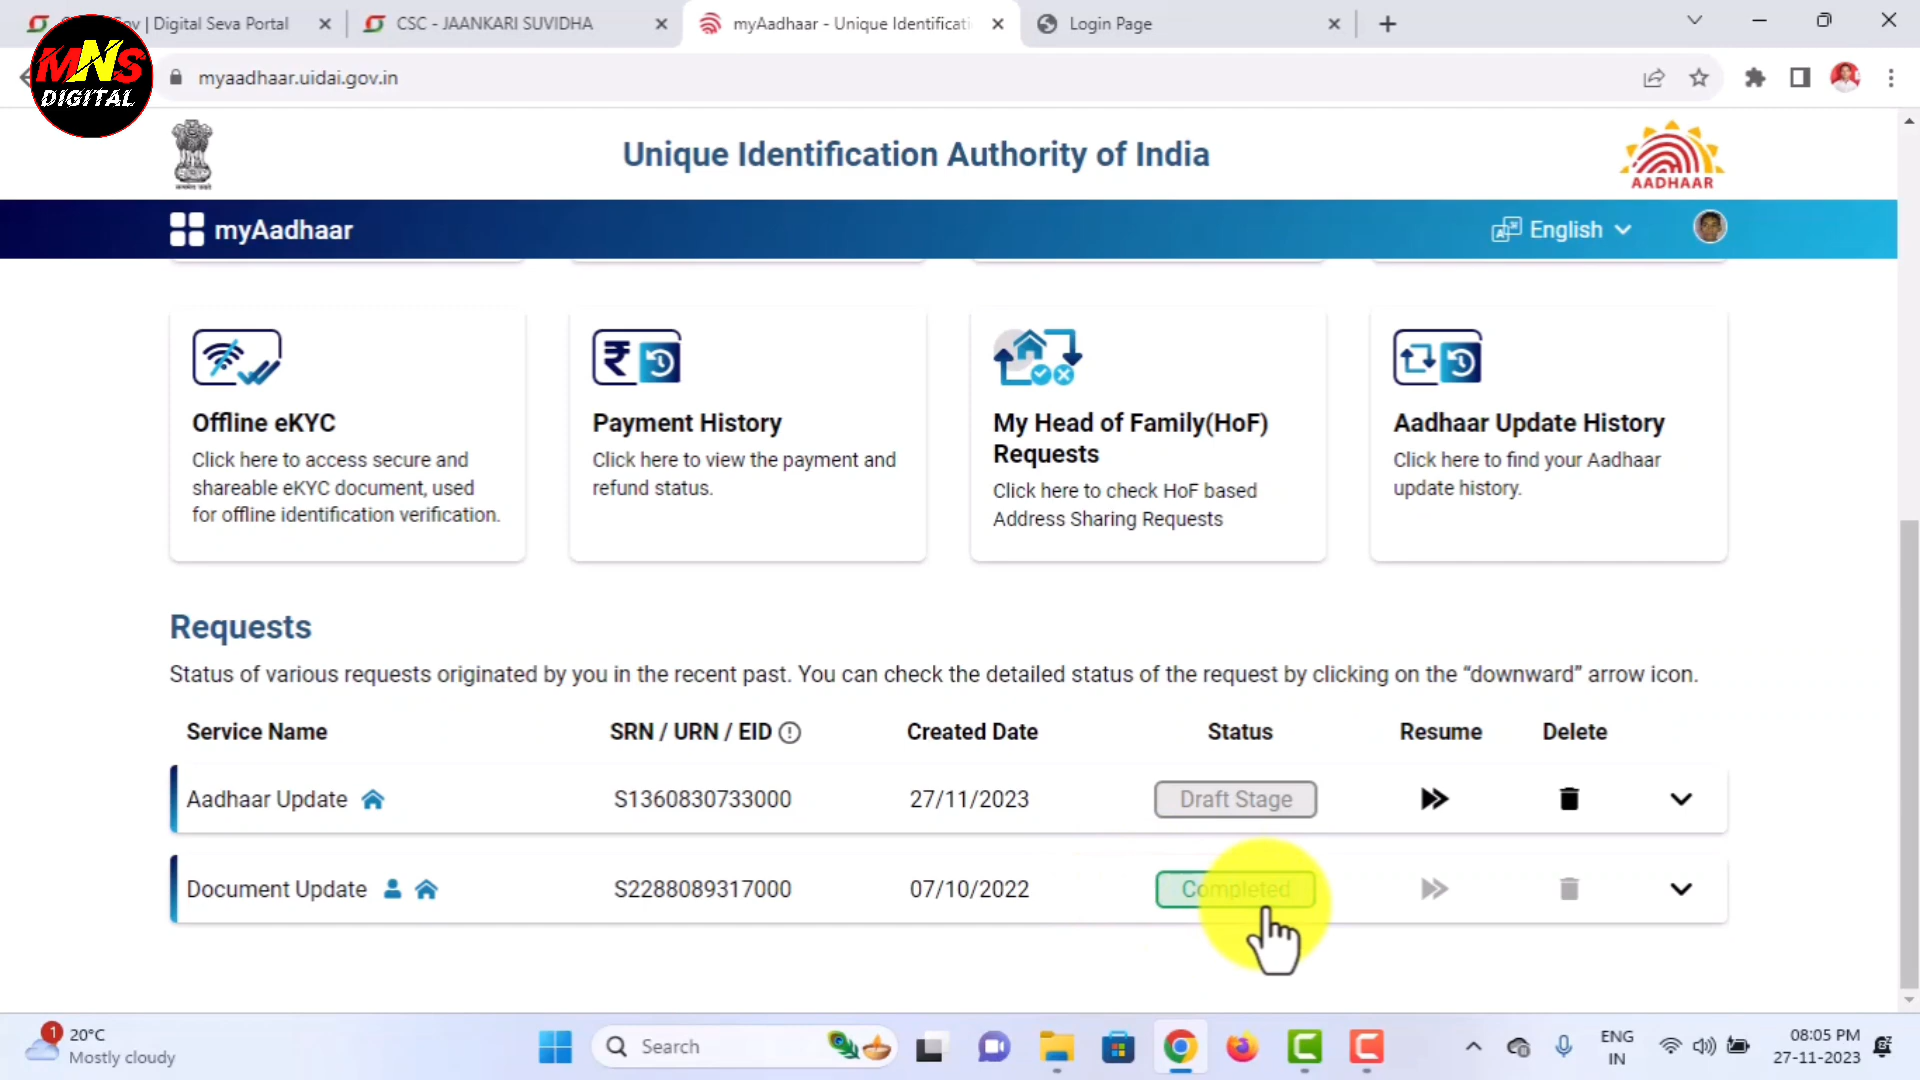 Gov | Digital Seva Portal
CSC - JAANKARI SUVIDHA
myAadhaar - Unique Identificati
Login Page
MNS
DIGITAL
myaadhaar.uidai.gov.in
Unique Identification Authority of India
AADHAAR
myAadhaar
English
Offline eKYC
Click here to access secure and
shareable eKYC document, used
for offline identification verification.
Payment History
Click here to view the payment and
refund status.
My Head of Family(HoF)
Requests
Click here to check HoF based
Address Sharing Requests
Aadhaar Update History
Click here to find your Aadhaar
update history.
Requests
Status of various requests originated by you in the recent past. You can check the detailed status of the request by clicking on the “downward” arrow icon.
Service Name SRN / URN / EID Created Date Status Resume Delete
Aadhaar Update S1360830733000 27/11/2023 Draft Stage
Document Update S2288089317000 07/10/2022 Completed
1
20°C
Mostly cloudy
Search
ENG
IN
08:05 PM
27-11-2023